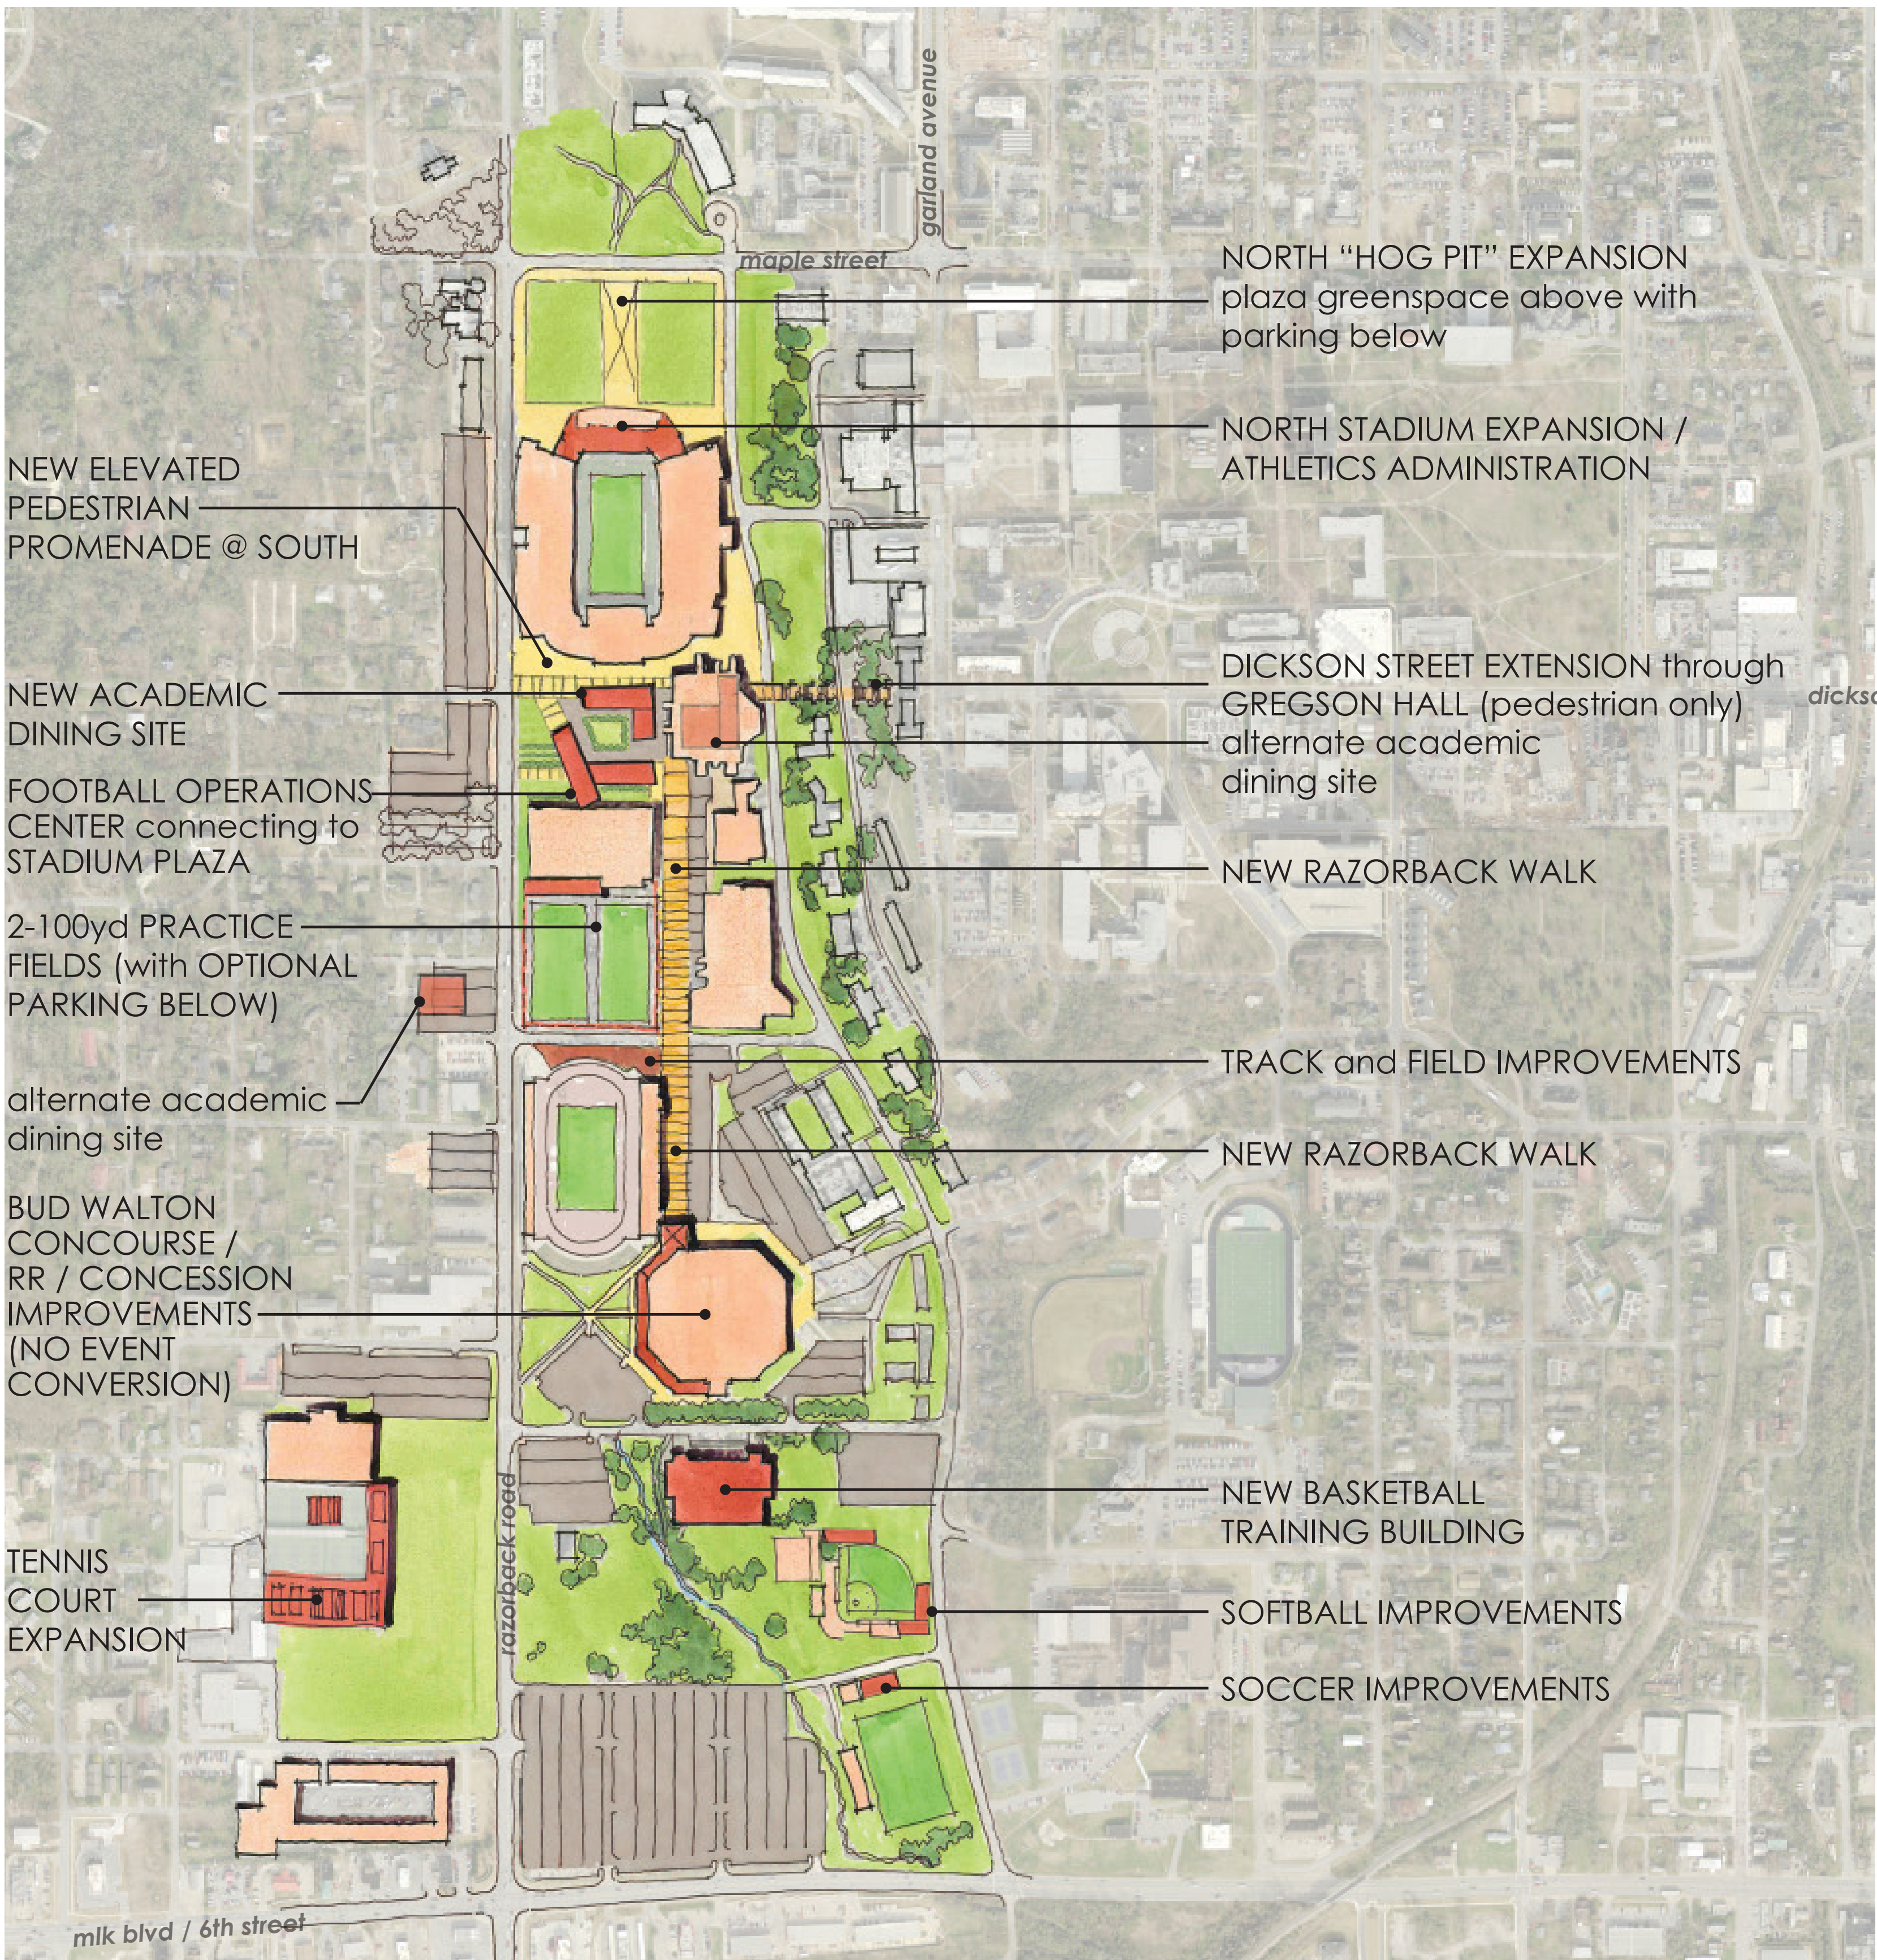 garland avenue
maple street
NORTH “HOG PIT” EXPANSION
plaza greenspace above with
parking below
NORTH STADIUM EXPANSION /
ATHLETICS ADMINISTRATION
NEW ELEVATED
PEDESTRIAN
PROMENADE @ SOUTH
DICKSON STREET EXTENSION through
GREGSON HALL (pedestrian only)
alternate academic
dining site
NEW ACADEMIC
DINING SITE
FOOTBALL OPERATIONS
CENTER connecting to
STADIUM PLAZA
NEW RAZORBACK WALK
2-100yd PRACTICE
FIELDS (with OPTIONAL
PARKING BELOW)
TRACK and FIELD IMPROVEMENTS
alternate academic
dining site
NEW RAZORBACK WALK
BUD WALTON
CONCOURSE /
RR / CONCESSION
IMPROVEMENTS
(NO EVENT
CONVERSION)
razorback road
NEW BASKETBALL
TRAINING BUILDING
TENNIS
COURT
EXPANSION
SOFTBALL IMPROVEMENTS
SOCCER IMPROVEMENTS
mlk blvd / 6th street